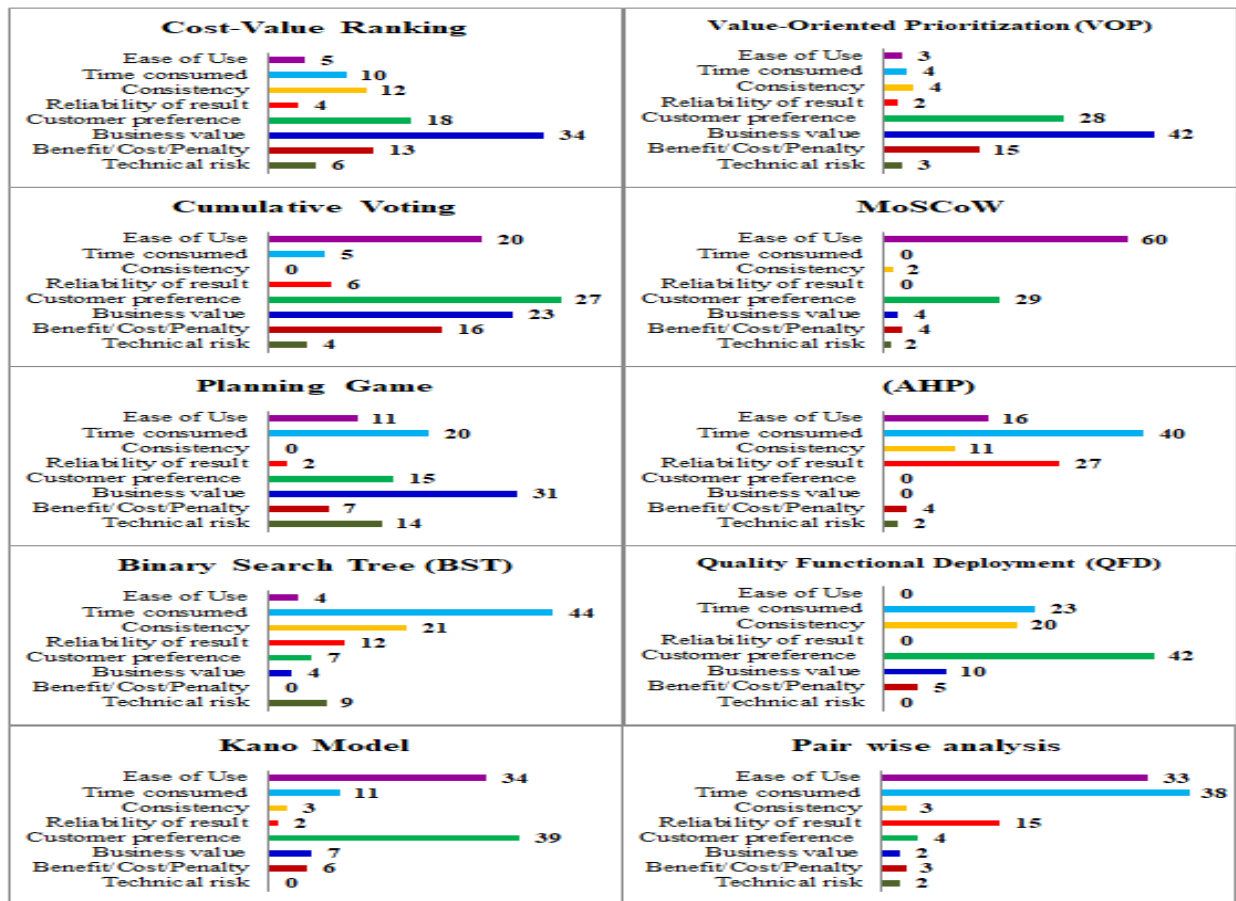 Cost-Value Ranking
Ease of Use 5
Time consumed 10
Consistency 12
Reliability of result 4
Customer preference 18
Business value 34
Benefit/Cost/Penalty 13
Technical risk 6
Value-Oriented Prioritization (VOP)
Ease of Use 3
Time consumed 4
Consistency 4
Reliability of result 2
Customer preference 28
Business value 42
Benefit/Cost/Penalty 15
Technical risk 3
Cumulative Voting
Ease of Use 20
Time consumed 5
Consistency 0
Reliability of result 6
Customer preference 27
Business value 23
Benefit/Cost/Penalty 16
Technical risk 4
MoSCoW
Ease of Use 60
Time consumed 0
Consistency 2
Reliability of result 0
Customer preference 29
Business value 4
Benefit/Cost/Penalty 4
Technical risk 2
Planning Game
Ease of Use 11
Time consumed 20
Consistency 0
Reliability of result 2
Customer preference 15
Business value 31
Benefit/Cost/Penalty 7
Technical risk 14
(AHP)
Ease of Use 16
Time consumed 40
Consistency 11
Reliability of result 27
Customer preference 0
Business value 0
Benefit/Cost/Penalty 4
Technical risk 2
Binary Search Tree (BST)
Ease of Use 4
Time consumed 44
Consistency 21
Reliability of result 12
Customer preference 7
Business value 4
Benefit/Cost/Penalty 0
Technical risk 9
Quality Functional Deployment (QFD)
Ease of Use 0
Time consumed 23
Consistency 20
Reliability of result 0
Customer preference 42
Business value 10
Benefit/Cost/Penalty 5
Technical risk 0
Kano Model
Ease of Use 34
Time consumed 11
Consistency 3
Reliability of result 2
Customer preference 39
Business value 7
Benefit/Cost/Penalty 6
Technical risk 0
Pair wise analysis
Ease of Use 33
Time consumed 38
Consistency 3
Reliability of result 15
Customer preference 4
Business value 2
Benefit/Cost/Penalty 3
Technical risk 2